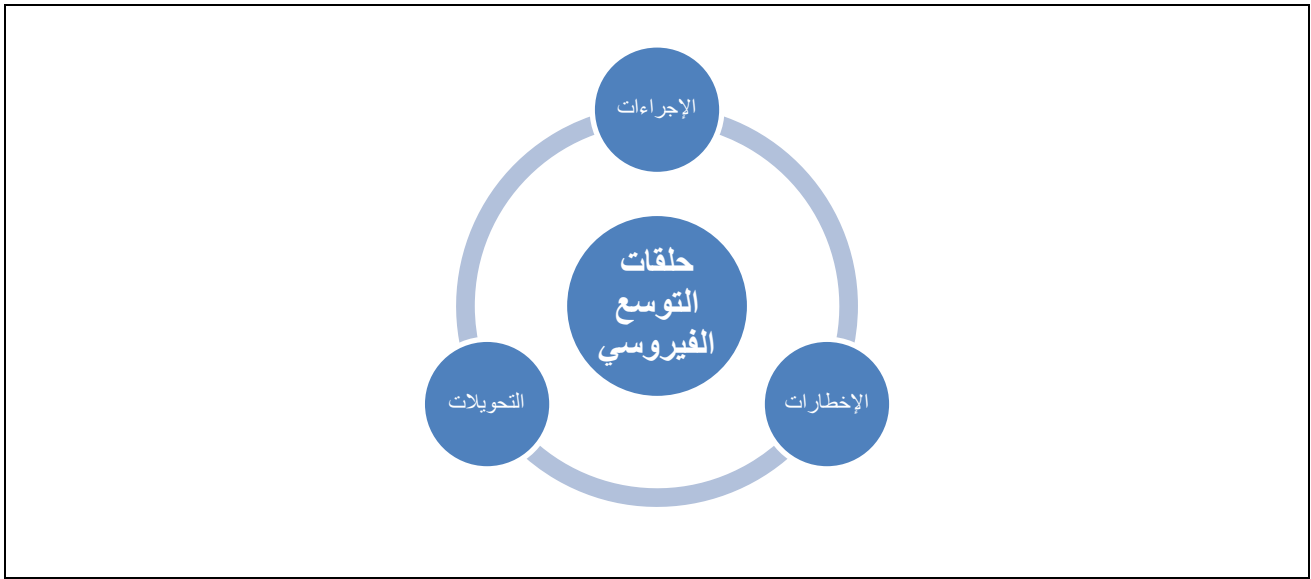 الإجراءات
حلقات
التوسع
الفيروسي
الإخطارات
التحويلات